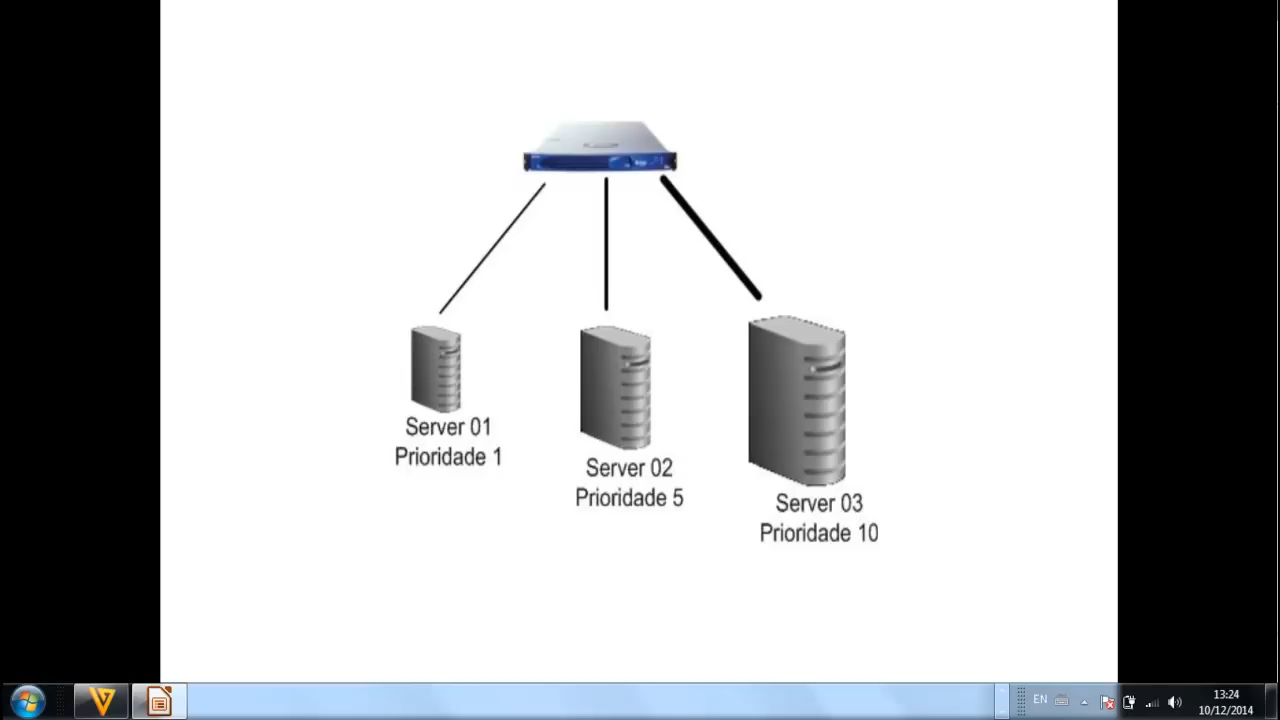 Server 01
Prioridade 1
Server 02
Prioridade 5
Server 03
Prioridade 10
EN
13:24
10/12/2014